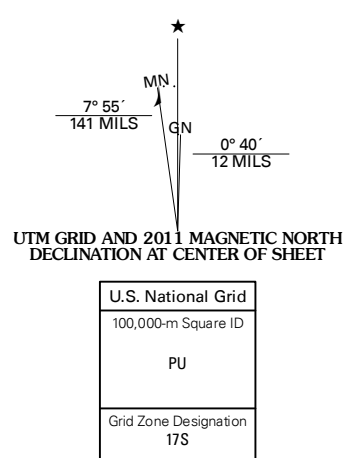 ★
MN
7° 55´
141 MILS
GN
0° 40´
12 MILS
UTM GRID AND 2011 MAGNETIC NORTH
DECLINATION AT CENTER OF SHEET
U.S. National Grid
100,000-m Square ID
PU
Grid Zone Designation
17S